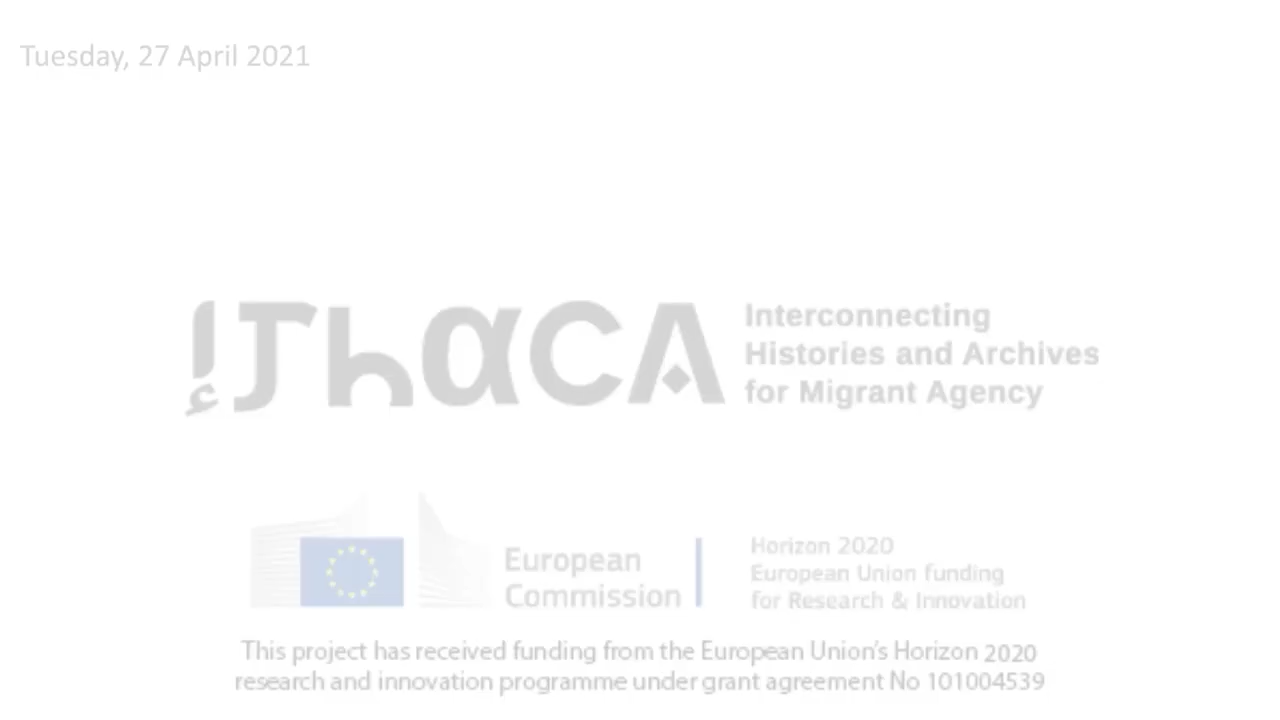 Tuesday, 27 April 2021
IThaCA
Interconnecting
Histories and Archives
for Migrant Agency
European
Commission
Horizon 2020
European Union funding
for Research & Innovation
This project has received funding from the European Union's Horizon 2020
research and innovation programme under grant agreement No 101004539